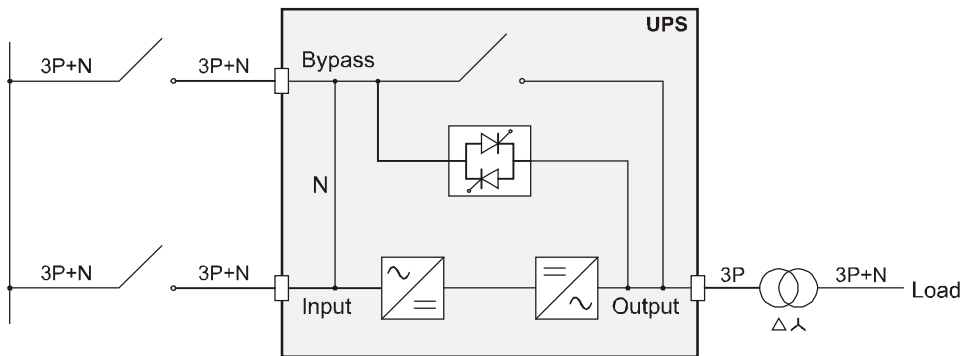 UPS
3P+N
3P+N
Bypass
N
3P+N
3P+N
Input
Output
3P
3P+N
Load